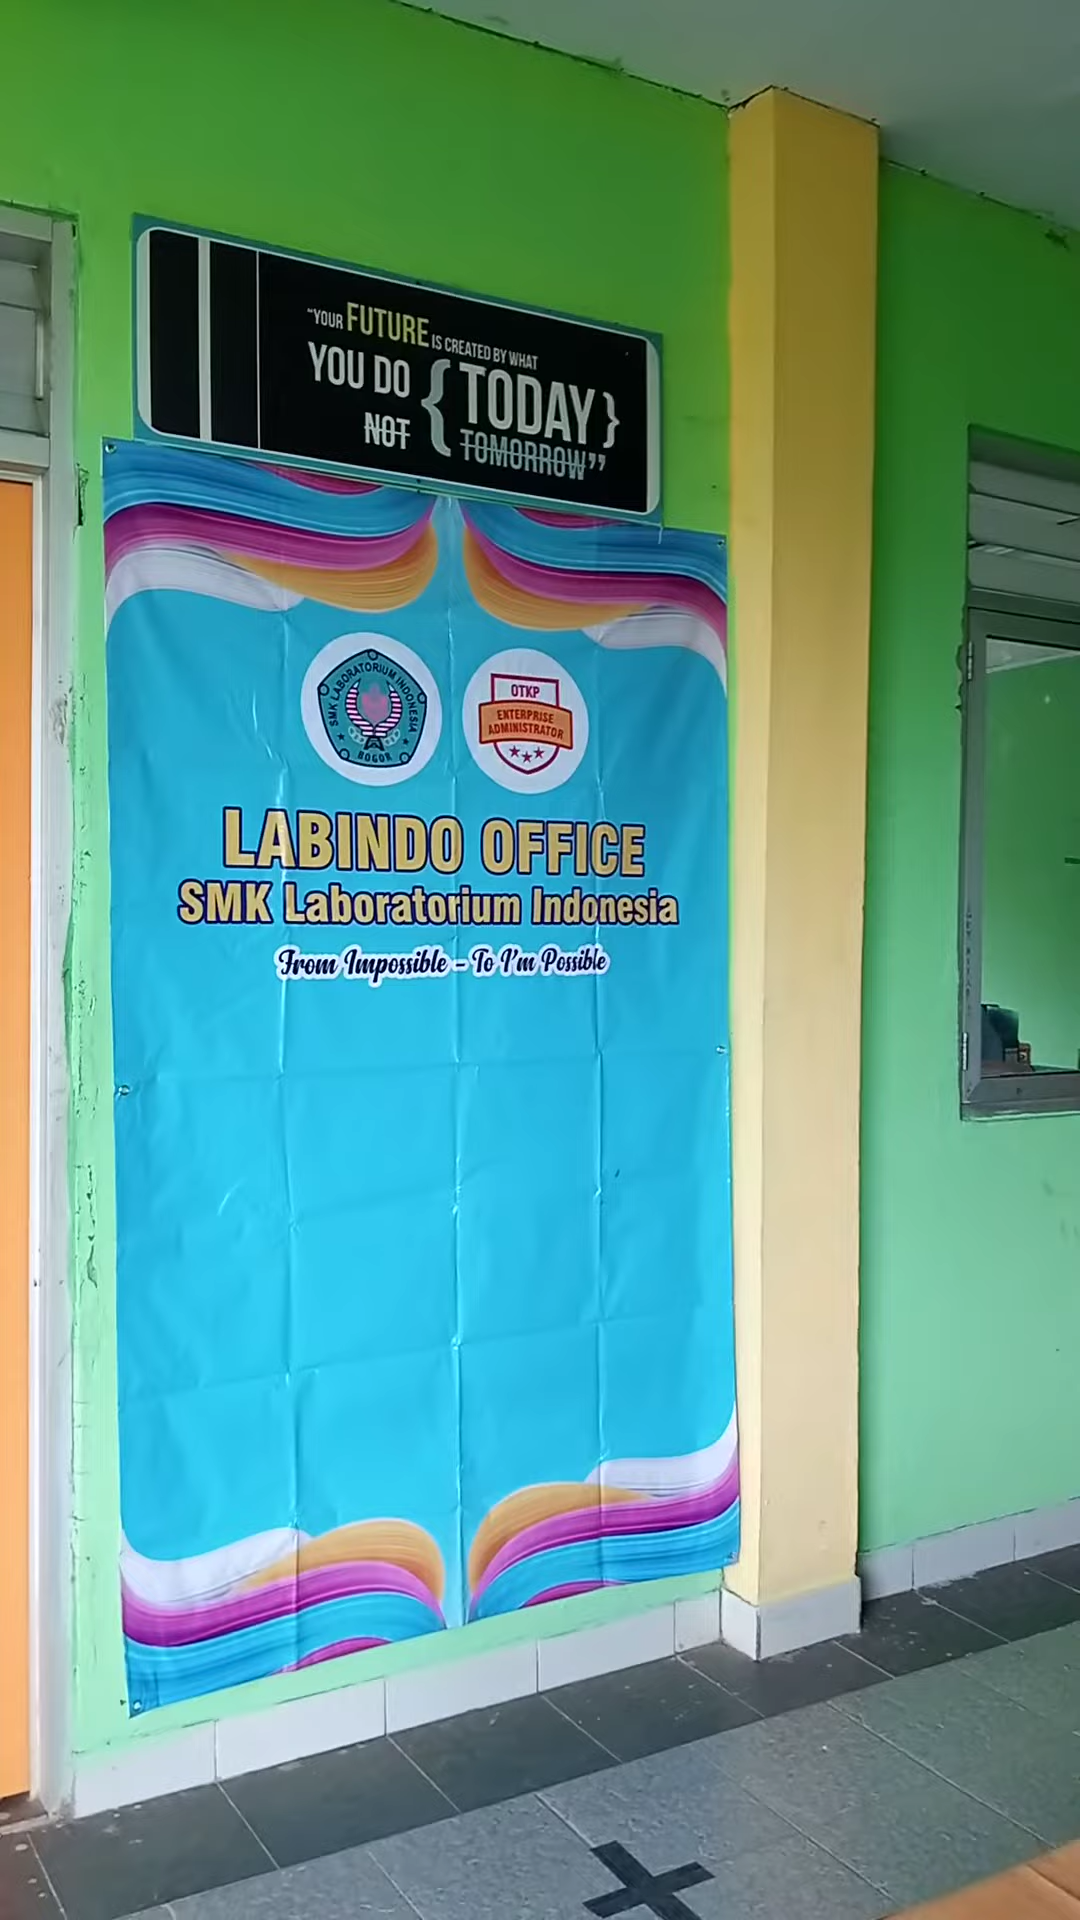 "YOUR FUTURE IS CREATED BY WHAT
YOU DO { TODAY }
NOT TOMORROW"
SMK LABORATORIUM INDONESIA
BOGOR
OTKP
ENTERPRISE
ADMINISTRATOR
LABINDO OFFICE
SMK Laboratorium Indonesia
From Impossible - To I'm Possible